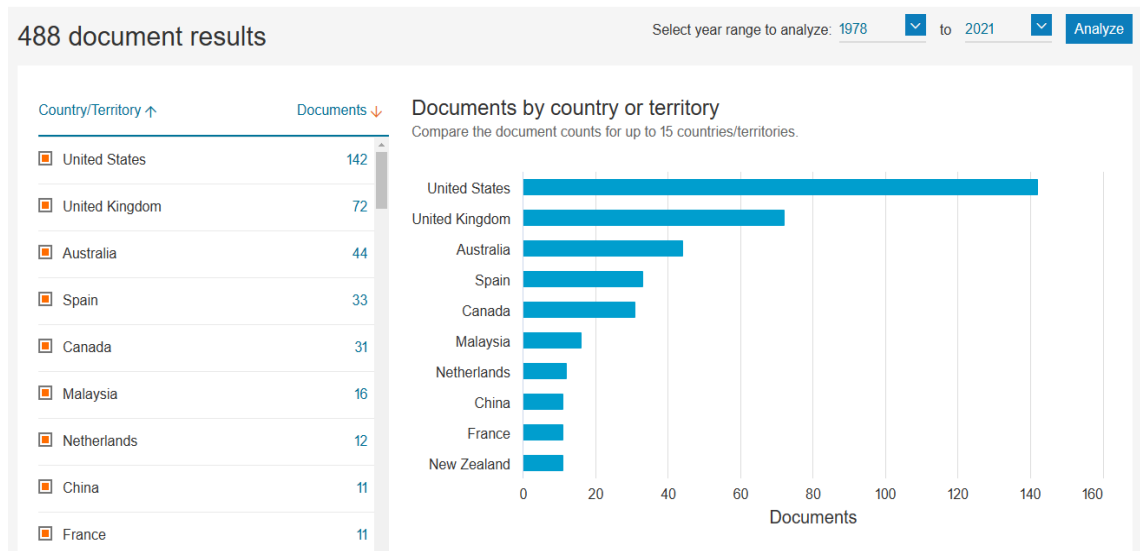 488 document results
Select year range to analyze: 1978 to 2021 Analyze
Country/Territory Documents
United States 142
United Kingdom 72
Australia 44
Spain 33
Canada 31
Malaysia 16
Netherlands 12
China 11
France 11
Documents by country or territory
Compare the document counts for up to 15 countries/territories.
United States
United Kingdom
Australia
Spain
Canada
Malaysia
Netherlands
China
France
New Zealand
0 20 40 60 80 100 120 140 160
Documents